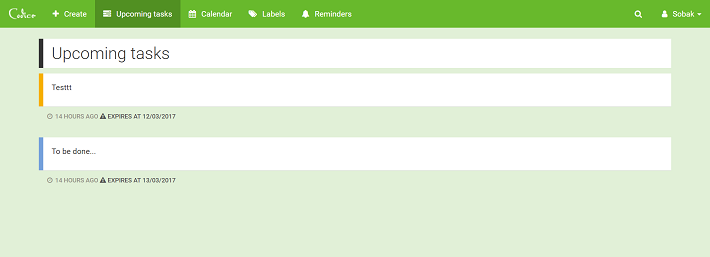 Create
Upcoming tasks
Calendar
Labels
Reminders
Sobak
Upcoming tasks
Testtt
14 HOURS AGO EXPIRES AT 12/03/2017
To be done...
14 HOURS AGO EXPIRES AT 13/03/2017